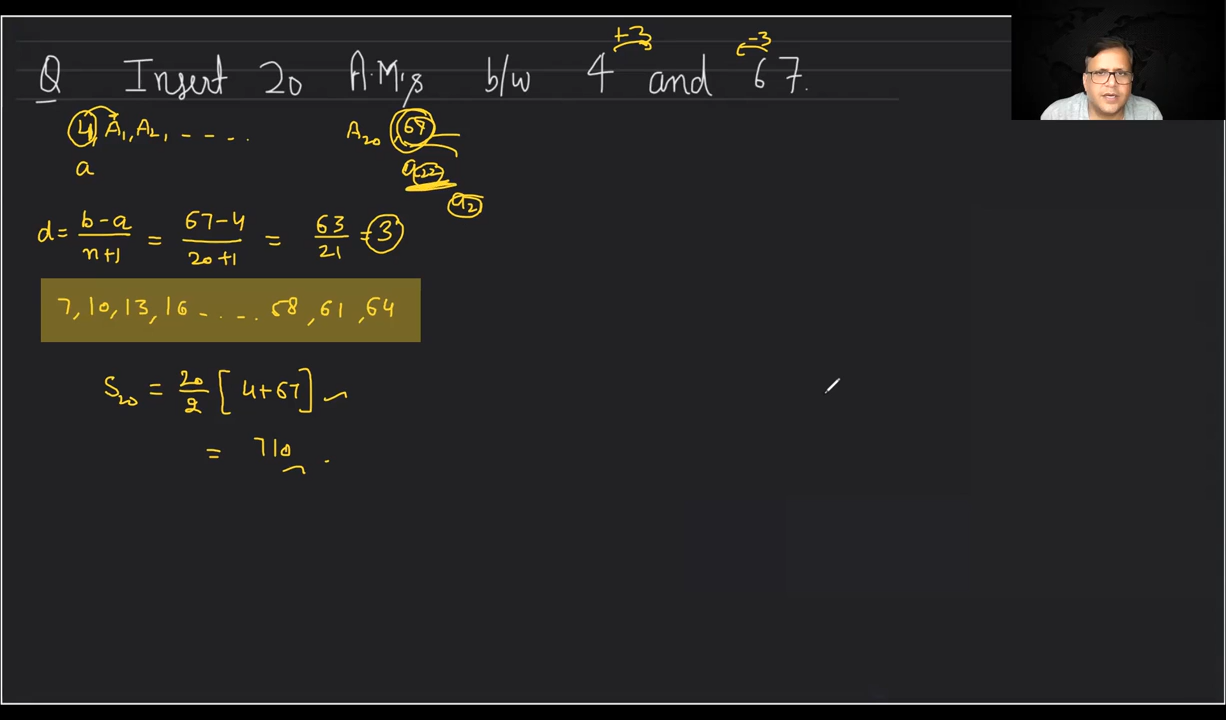 Q Insert 20 A.M.s b/w 4 and 67.
+3 -3
4, A1, A2, - - - . A20 67
a a22
a2
d = b-a / n+1 = 67-4 / 20+1 = 63 / 21 = 3
7, 10, 13, 16 - . - . . 58, 61, 64
S20 = 20/2 [4+67]
= 710 .